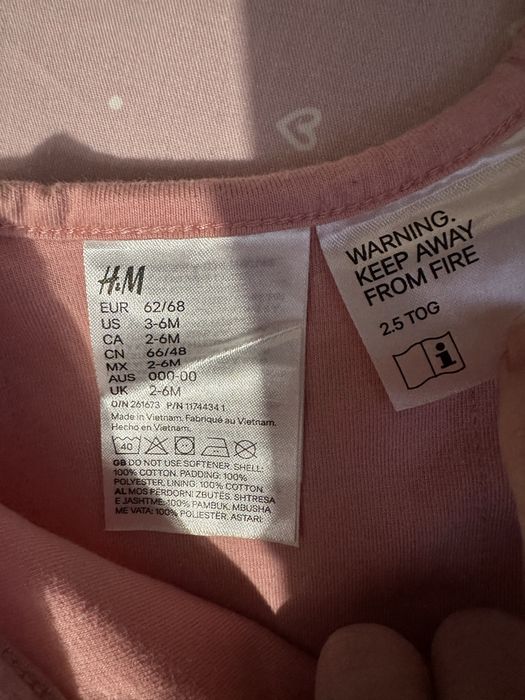 H&M
EUR 62/68
US 3-6M
CA 2-6M
CN 66/48
MX 2-6M
AUS 000-00
UK 2-6M
O/N 261673 P/N 1174434 1
Made in Vietnam. Fabriqué au Vietnam.
Hecho en Vietnam.
40
GB DO NOT USE SOFTENER. SHELL:
100% COTTON. PADDING: 100%
POLYESTER. LINING: 100% COTTON.
AL MOS PËRDORNI ZBUTËS. SHTRESA
E JASHTME: 100% PAMBUK. MBUSHA
ME VATA: 100% POLIESTËR. ASTARI:
WARNING.
KEEP AWAY
FROM FIRE
2.5 TOG
i